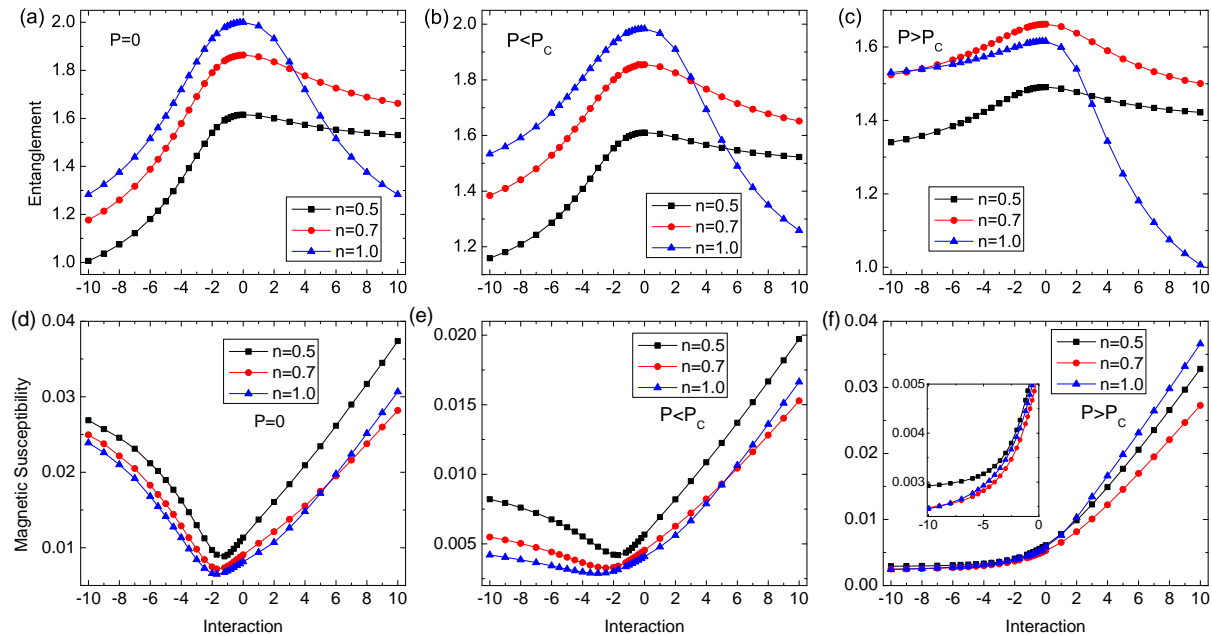 (a)
P=0
Entanglement
2.0
1.8
1.6
1.4
1.2
1.0
n=0.5
n=0.7
n=1.0
-10 -8 -6 -4 -2 0 2 4 6 8 10
(b)
P<P_C
2.0
1.8
1.6
1.4
1.2
n=0.5
n=0.7
n=1.0
-10 -8 -6 -4 -2 0 2 4 6 8 10
(c)
P>P_C
1.6
1.4
1.2
1.0
n=0.5
n=0.7
n=1.0
-10 -8 -6 -4 -2 0 2 4 6 8 10
(d)
Magnetic Susceptibility
0.04
0.03
0.02
0.01
n=0.5
n=0.7
n=1.0
P=0
-10 -8 -6 -4 -2 0 2 4 6 8 10
Interaction
(e)
0.020
0.015
0.010
0.005
0.000
n=0.5
n=0.7
n=1.0
P<P_C
-10 -8 -6 -4 -2 0 2 4 6 8 10
Interaction
(f)
0.04
0.03
0.02
0.01
0.00
n=0.5
n=0.7
n=1.0
P>P_C
0.005
0.004
0.003
-10 -5 0
-10 -8 -6 -4 -2 0 2 4 6 8 10
Interaction